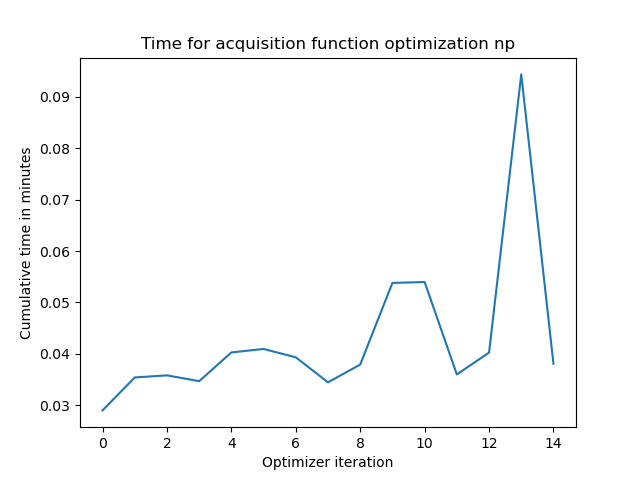 Time for acquisition function optimization np
0.09
0.08
0.07
0.06
0.05
0.04
0.03
Cumulative time in minutes
0 2 4 6 8 10 12 14
Optimizer iteration